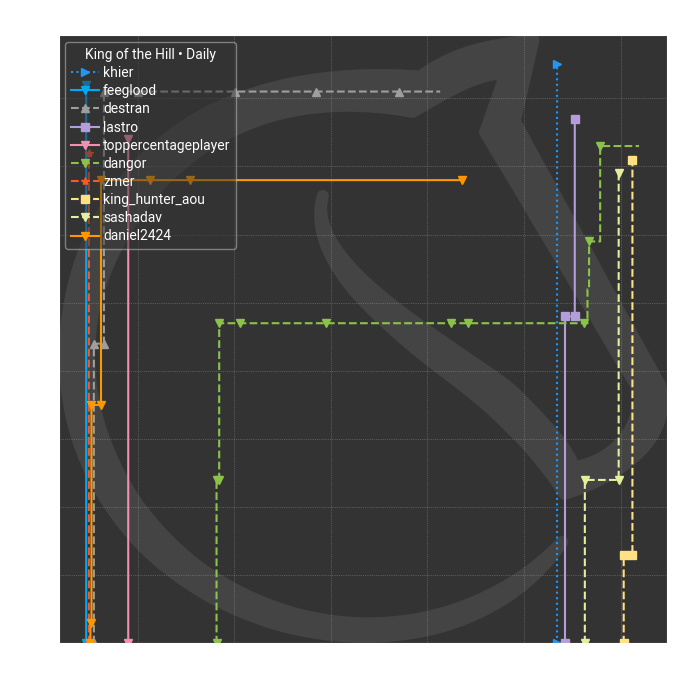 King of the Hill • Daily
khier
feeglood
destran
lastro
toppercentageplayer
dangor
zmer
king_hunter_aou
sashadav
daniel2424